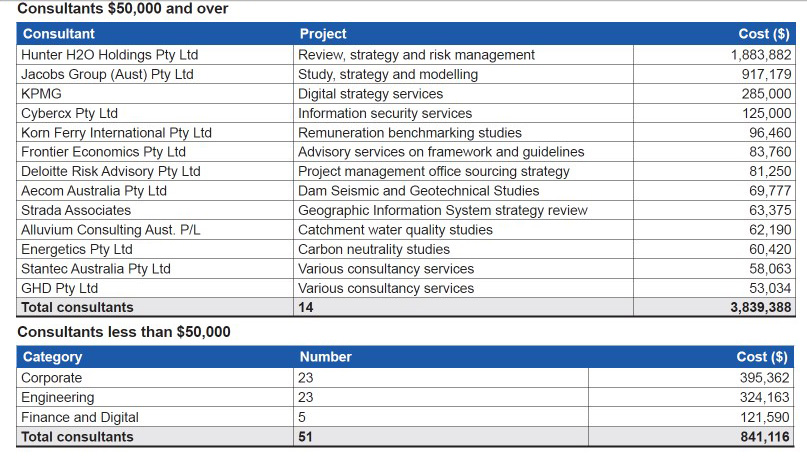 Consultants $50,000 and over
Consultant Project Cost ($)
Hunter H2O Holdings Pty Ltd Review, strategy and risk management 1,883,882
Jacobs Group (Aust) Pty Ltd Study, strategy and modelling 917,179
KPMG Digital strategy services 285,000
Cybercx Pty Ltd Information security services 125,000
Korn Ferry International Pty Ltd Remuneration benchmarking studies 96,460
Frontier Economics Pty Ltd Advisory services on framework and guidelines 83,760
Deloitte Risk Advisory Pty Ltd Project management office sourcing strategy 81,250
Aecom Australia Pty Ltd Dam Seismic and Geotechnical Studies 69,777
Strada Associates Geographic Information System strategy review 63,375
Alluvium Consulting Aust. P/L Catchment water quality studies 62,190
Energetics Pty Ltd Carbon neutrality studies 60,420
Stantec Australia Pty Ltd Various consultancy services 58,063
GHD Pty Ltd Various consultancy services 53,034
Total consultants 14 3,839,388
Consultants less than $50,000
Category Number Cost ($)
Corporate 23 395,362
Engineering 23 324,163
Finance and Digital 5 121,590
Total consultants 51 841,116